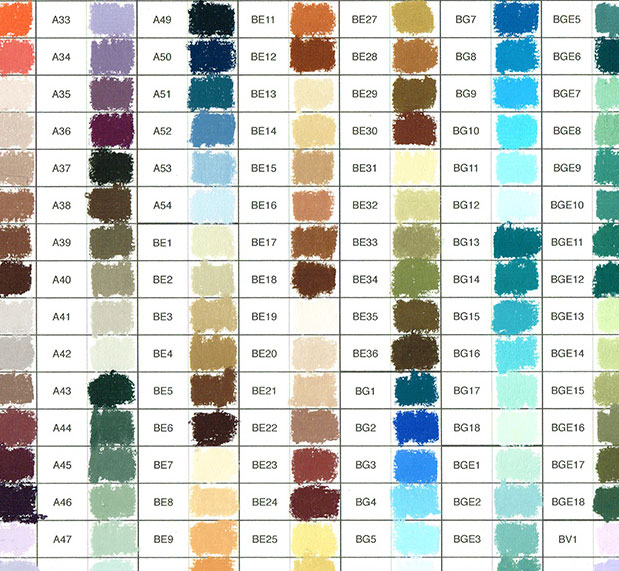 A33 A49 BE11 BE27 BG7 BGE5
A34 A50 BE12 BE28 BG8 BGE6
A35 A51 BE13 BE29 BG9 BGE7
A36 A52 BE14 BE30 BG10 BGE8
A37 A53 BE15 BE31 BG11 BGE9
A38 A54 BE16 BE32 BG12 BGE10
A39 BE1 BE17 BE33 BG13 BGE11
A40 BE2 BE18 BE34 BG14 BGE12
A41 BE3 BE19 BE35 BG15 BGE13
A42 BE4 BE20 BE36 BG16 BGE14
A43 BE5 BE21 BG1 BG17 BGE15
A44 BE6 BE22 BG2 BG18 BGE16
A45 BE7 BE23 BG3 BGE1 BGE17
A46 BE8 BE24 BG4 BGE2 BGE18
A47 BE9 BE25 BG5 BGE3 BV1